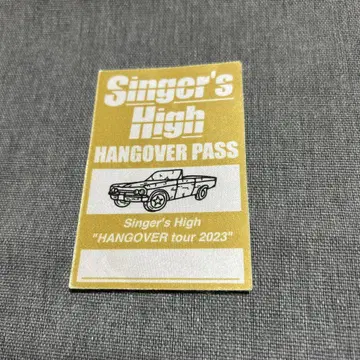 Singer's
High
HANGOVER PASS
Singer's High
"HANGOVER tour 2023"